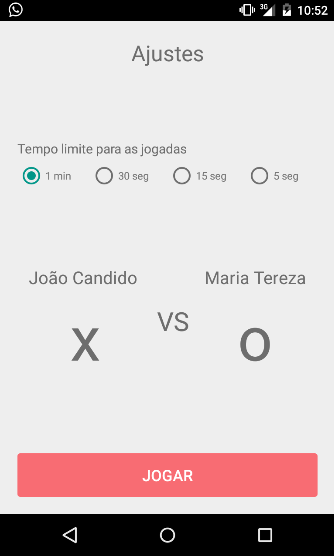 3G 10:52
Ajustes
Tempo limite para as jogadas
1 min 30 seg 15 seg 5 seg
João Candido Maria Tereza
VS
X O
JOGAR